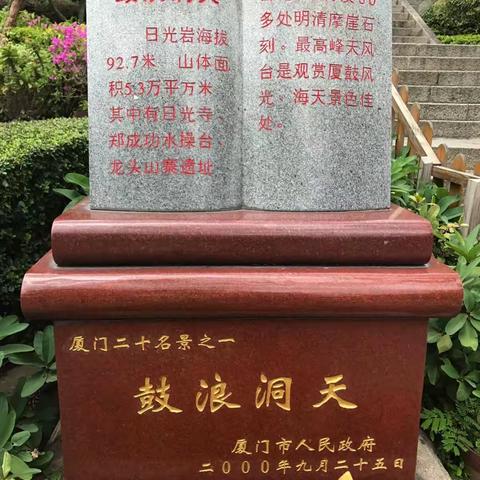 日光岩海拔
92.7米 山体面
积5.3万平方米
其中有日光寺、
郑成功水操台、
龙头山寨遗址
多处明清摩崖石
刻。最高峰天风
台是观赏厦鼓风
光、海天景色佳
处。
厦门二十名景之一
鼓浪洞天
厦门市人民政府
二〇〇〇年九月二十五日